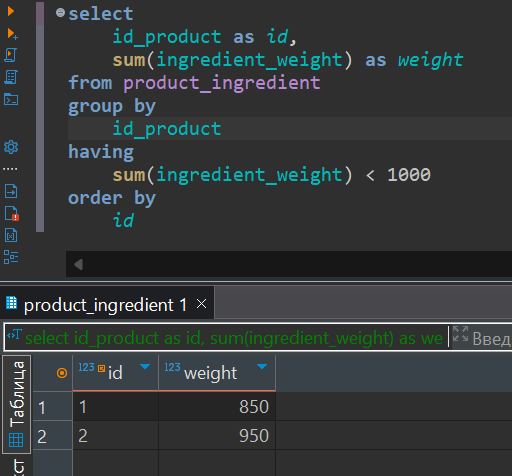 select
id_product as id,
sum(ingredient_weight) as weight
from product_ingredient
group by
id_product
having
sum(ingredient_weight) < 1000
order by
id
product_ingredient 1
select id_product as id, sum(ingredient_weight) as we
Введ
Таблица
ст
123 id
123 weight
1 1 850
2 2 950